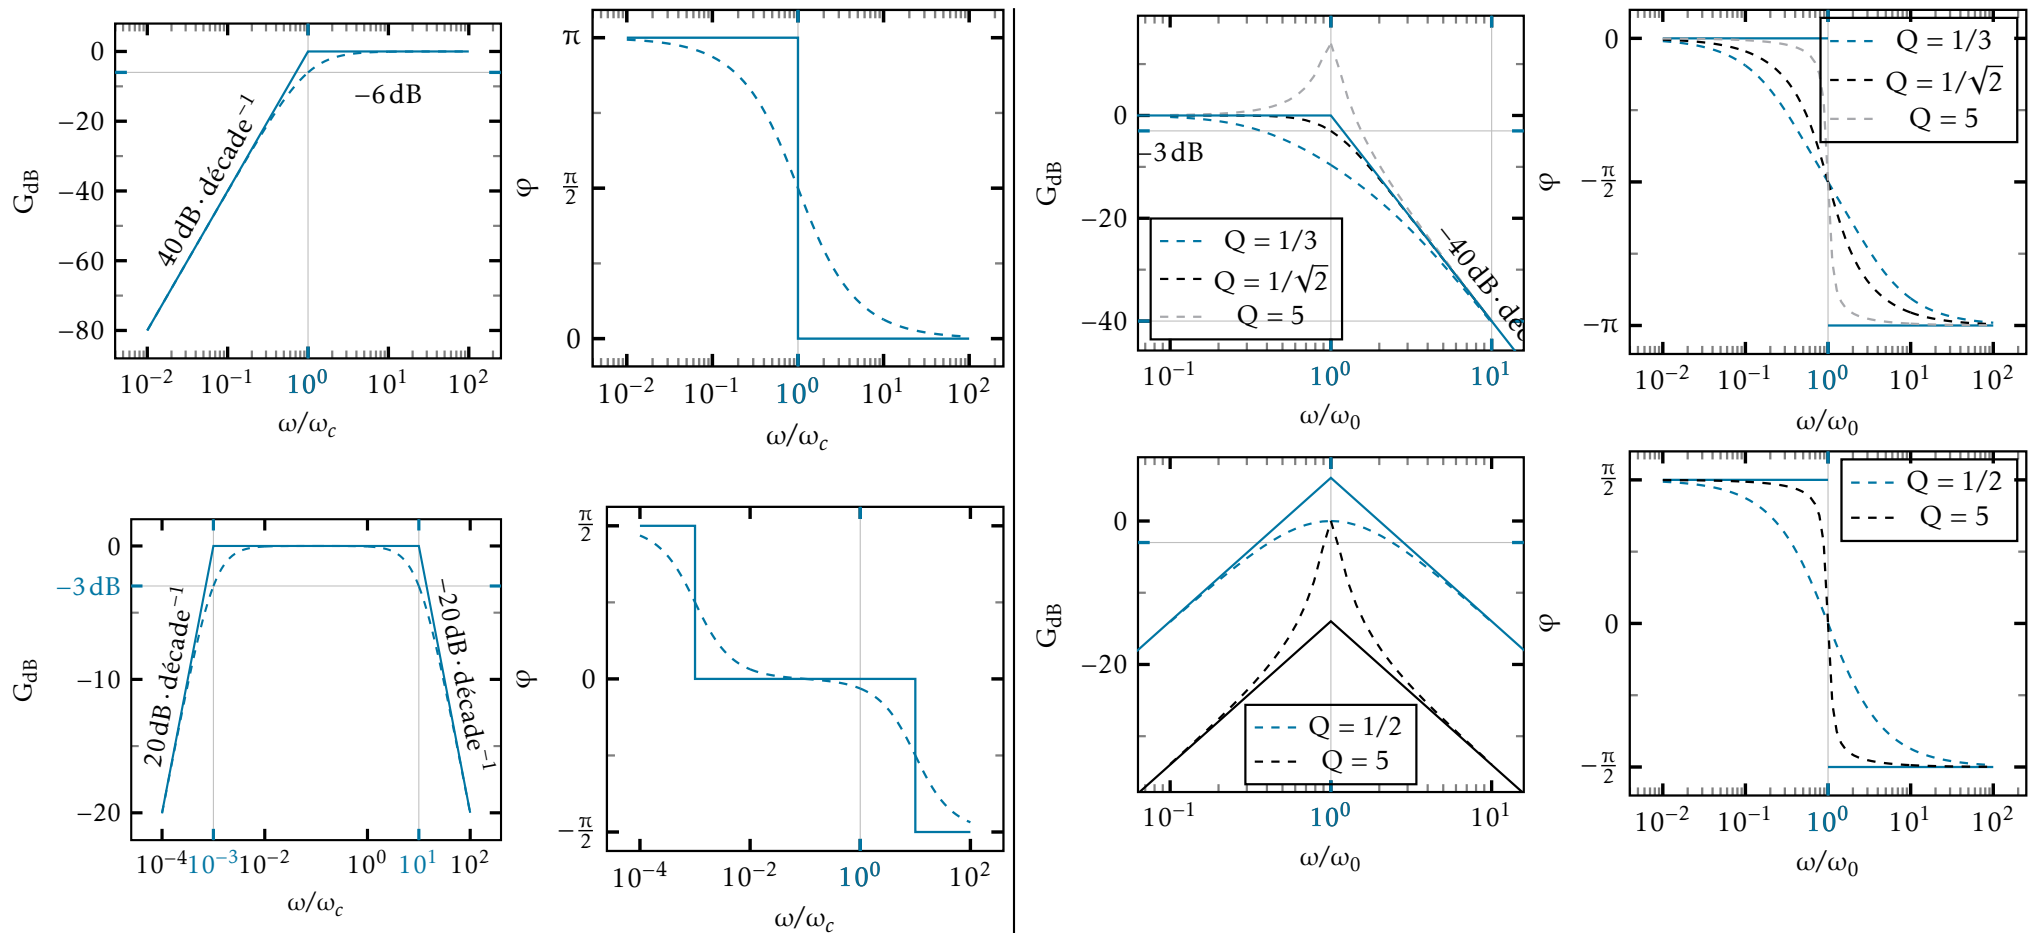 0
−20
−40
−60
−80
G_dB
40 dB · décade⁻¹
−6 dB
10⁻² 10⁻¹ 10⁰ 10¹ 10²
ω/ω_c
π
π/2
0
φ
10⁻² 10⁻¹ 10⁰ 10¹ 10²
ω/ω_c
0
−20
−40
G_dB
−3 dB
−40 dB · déc
Q = 1/3
Q = 1/√2
Q = 5
10⁻¹ 10⁰ 10¹
ω/ω₀
0
−π/2
−π
φ
Q = 1/3
Q = 1/√2
Q = 5
10⁻² 10⁻¹ 10⁰ 10¹ 10²
ω/ω₀
0
−3 dB
−10
−20
G_dB
20 dB · décade⁻¹
−20 dB · décade⁻¹
10⁻⁴ 10⁻³ 10⁻² 10⁰ 10¹ 10²
ω/ω_c
π/2
0
−π/2
φ
10⁻⁴ 10⁻² 10⁰ 10²
ω/ω_c
0
−20
G_dB
Q = 1/2
Q = 5
10⁻¹ 10⁰ 10¹
ω/ω₀
π/2
0
−π/2
φ
Q = 1/2
Q = 5
10⁻² 10⁻¹ 10⁰ 10¹ 10²
ω/ω₀